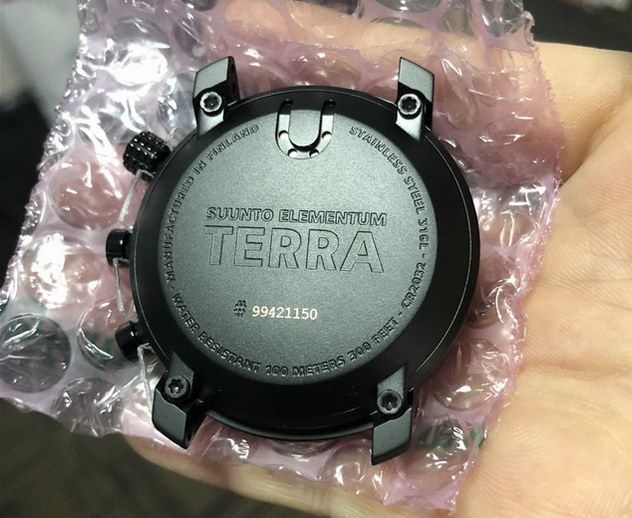 MANUFACTURED IN FINLAND
STAINLESS STEEL 316L - CR2032 -
SUUNTO ELEMENTUM
TERRA
# 99421150
- WATER RESISTANT 100 METERS 300 FEET -